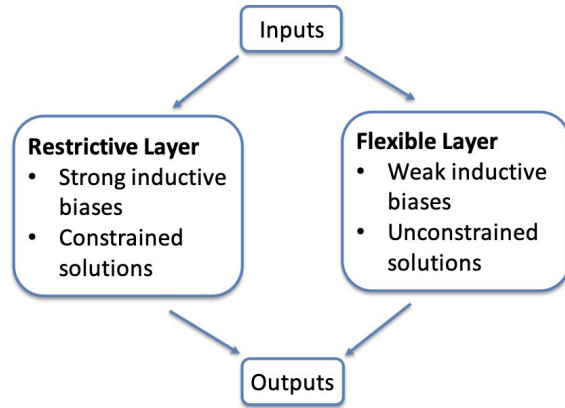 Inputs
Restrictive Layer
• Strong inductive
biases
• Constrained
solutions
Flexible Layer
• Weak inductive
biases
• Unconstrained
solutions
Outputs